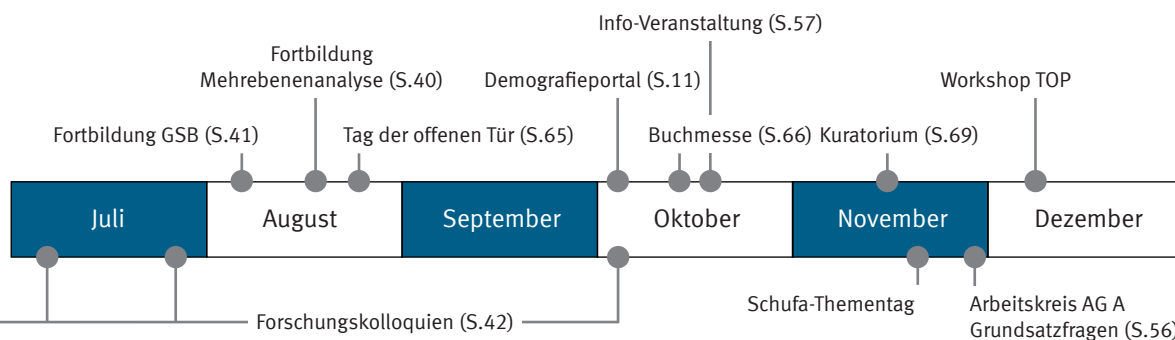 Info-Veranstaltung (S.57)
Fortbildung
Mehrebenenanalyse (S.40)
Demografieportal (S.11)
Workshop TOP
Fortbildung GSB (S.41)
Tag der offenen Tür (S.65)
Buchmesse (S.66)
Kuratorium (S.69)
Juli
August
September
Oktober
November
Dezember
Schufa-Thementag
Arbeitskreis AG A
Grundsatzfragen (S.56)
Forschungskolloquien (S.42)